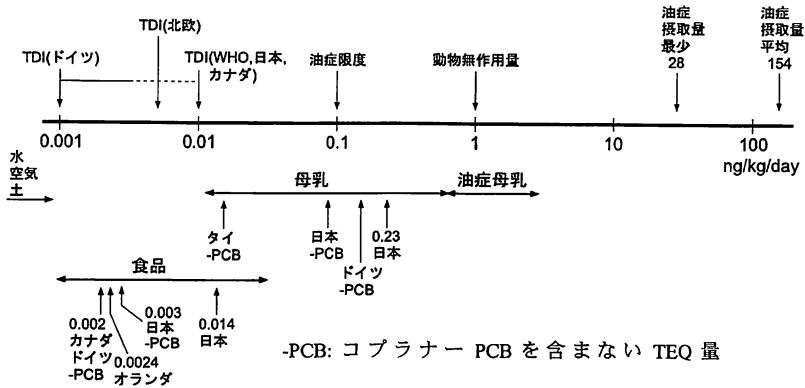 TDI(北欧)
TDI(ドイツ)
TDI(WHO,日本,
カナダ)
油症限度
動物無作用量
油症
摂取量
最少
28
油症
摂取量
平均
154
0.001
0.01
0.1
1
10
100
ng/kg/day
水
空気
土
母乳
油症母乳
タイ
-PCB
日本
-PCB
ドイツ
-PCB
0.23
日本
食品
0.002
カナダ
ドイツ
-PCB
0.0024
オランダ
0.003
日本
-PCB
0.014
日本
-PCB: コプラナー PCB を含まない TEQ 量